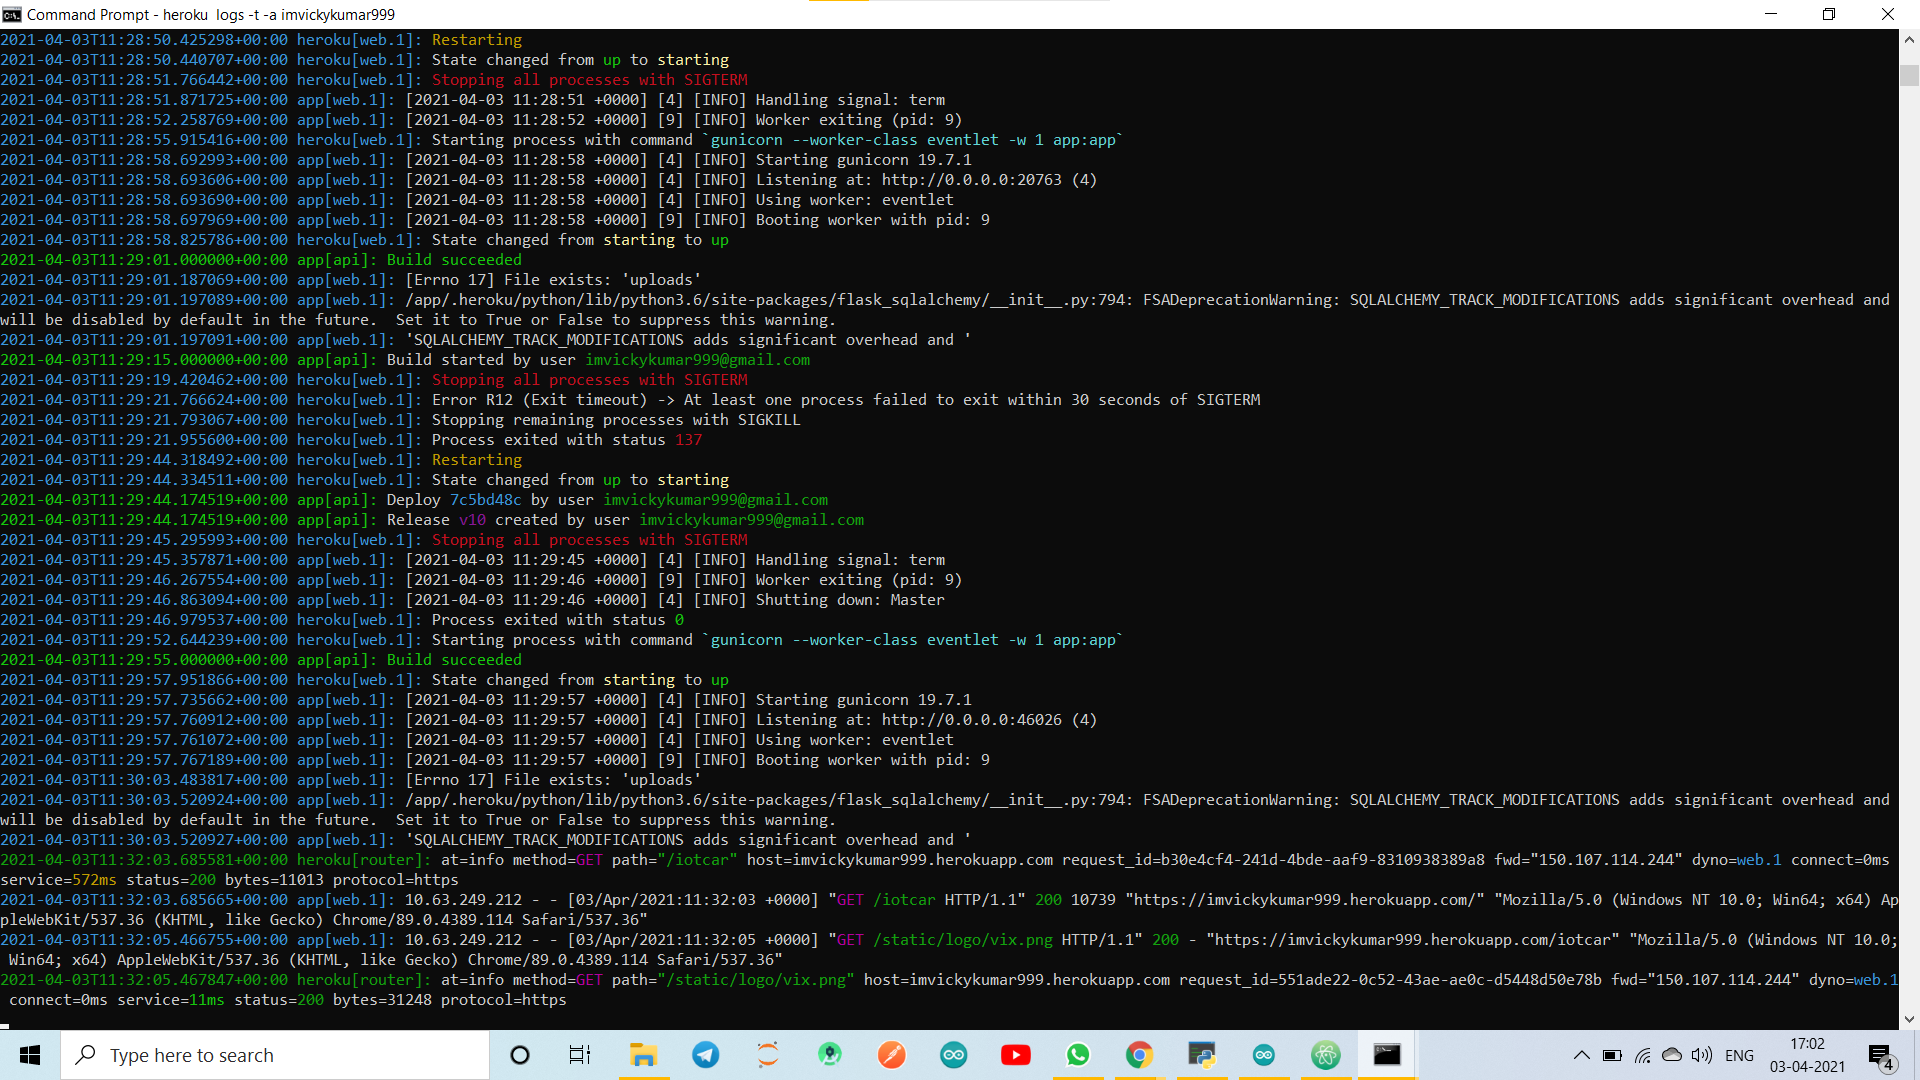 Command Prompt - heroku  logs -t -a imvickykumar999
2021-04-03T11:28:50.425298+00:00 heroku[web.1]: Restarting
2021-04-03T11:28:50.440707+00:00 heroku[web.1]: State changed from up to starting
2021-04-03T11:28:51.766442+00:00 heroku[web.1]: Stopping all processes with SIGTERM
2021-04-03T11:28:51.871725+00:00 app[web.1]: [2021-04-03 11:28:51 +0000] [4] [INFO] Handling signal: term
2021-04-03T11:28:52.258769+00:00 app[web.1]: [2021-04-03 11:28:52 +0000] [9] [INFO] Worker exiting (pid: 9)
2021-04-03T11:28:55.915416+00:00 heroku[web.1]: Starting process with command `gunicorn --worker-class eventlet -w 1 app:app`
2021-04-03T11:28:58.692993+00:00 app[web.1]: [2021-04-03 11:28:58 +0000] [4] [INFO] Starting gunicorn 19.7.1
2021-04-03T11:28:58.693606+00:00 app[web.1]: [2021-04-03 11:28:58 +0000] [4] [INFO] Listening at: http://0.0.0.0:20763 (4)
2021-04-03T11:28:58.693690+00:00 app[web.1]: [2021-04-03 11:28:58 +0000] [4] [INFO] Using worker: eventlet
2021-04-03T11:28:58.697969+00:00 app[web.1]: [2021-04-03 11:28:58 +0000] [9] [INFO] Booting worker with pid: 9
2021-04-03T11:28:58.825786+00:00 heroku[web.1]: State changed from starting to up
2021-04-03T11:29:01.000000+00:00 app[api]: Build succeeded
2021-04-03T11:29:01.187069+00:00 app[web.1]: [Errno 17] File exists: 'uploads'
2021-04-03T11:29:01.197089+00:00 app[web.1]: /app/.heroku/python/lib/python3.6/site-packages/flask_sqlalchemy/__init__.py:794: FSADeprecationWarning: SQLALCHEMY_TRACK_MODIFICATIONS adds significant overhead and
will be disabled by default in the future.  Set it to True or False to suppress this warning.
2021-04-03T11:29:01.197091+00:00 app[web.1]: 'SQLALCHEMY_TRACK_MODIFICATIONS adds significant overhead and '
2021-04-03T11:29:15.000000+00:00 app[api]: Build started by user imvickykumar999@gmail.com
2021-04-03T11:29:19.420462+00:00 heroku[web.1]: Stopping all processes with SIGTERM
2021-04-03T11:29:21.766624+00:00 heroku[web.1]: Error R12 (Exit timeout) -> At least one process failed to exit within 30 seconds of SIGTERM
2021-04-03T11:29:21.793067+00:00 heroku[web.1]: Stopping remaining processes with SIGKILL
2021-04-03T11:29:21.955600+00:00 heroku[web.1]: Process exited with status 137
2021-04-03T11:29:44.318492+00:00 heroku[web.1]: Restarting
2021-04-03T11:29:44.334511+00:00 heroku[web.1]: State changed from up to starting
2021-04-03T11:29:44.174519+00:00 app[api]: Deploy 7c5bd48c by user imvickykumar999@gmail.com
2021-04-03T11:29:44.174519+00:00 app[api]: Release v10 created by user imvickykumar999@gmail.com
2021-04-03T11:29:45.295993+00:00 heroku[web.1]: Stopping all processes with SIGTERM
2021-04-03T11:29:45.357871+00:00 app[web.1]: [2021-04-03 11:29:45 +0000] [4] [INFO] Handling signal: term
2021-04-03T11:29:46.267554+00:00 app[web.1]: [2021-04-03 11:29:46 +0000] [9] [INFO] Worker exiting (pid: 9)
2021-04-03T11:29:46.863094+00:00 app[web.1]: [2021-04-03 11:29:46 +0000] [4] [INFO] Shutting down: Master
2021-04-03T11:29:46.979537+00:00 heroku[web.1]: Process exited with status 0
2021-04-03T11:29:52.644239+00:00 heroku[web.1]: Starting process with command `gunicorn --worker-class eventlet -w 1 app:app`
2021-04-03T11:29:55.000000+00:00 app[api]: Build succeeded
2021-04-03T11:29:57.951866+00:00 heroku[web.1]: State changed from starting to up
2021-04-03T11:29:57.735662+00:00 app[web.1]: [2021-04-03 11:29:57 +0000] [4] [INFO] Starting gunicorn 19.7.1
2021-04-03T11:29:57.760912+00:00 app[web.1]: [2021-04-03 11:29:57 +0000] [4] [INFO] Listening at: http://0.0.0.0:46026 (4)
2021-04-03T11:29:57.761072+00:00 app[web.1]: [2021-04-03 11:29:57 +0000] [4] [INFO] Using worker: eventlet
2021-04-03T11:29:57.767189+00:00 app[web.1]: [2021-04-03 11:29:57 +0000] [9] [INFO] Booting worker with pid: 9
2021-04-03T11:30:03.483817+00:00 app[web.1]: [Errno 17] File exists: 'uploads'
2021-04-03T11:30:03.520924+00:00 app[web.1]: /app/.heroku/python/lib/python3.6/site-packages/flask_sqlalchemy/__init__.py:794: FSADeprecationWarning: SQLALCHEMY_TRACK_MODIFICATIONS adds significant overhead and
will be disabled by default in the future.  Set it to True or False to suppress this warning.
2021-04-03T11:30:03.520927+00:00 app[web.1]: 'SQLALCHEMY_TRACK_MODIFICATIONS adds significant overhead and '
2021-04-03T11:32:03.685581+00:00 heroku[router]: at=info method=GET path="/iotcar" host=imvickykumar999.herokuapp.com request_id=b30e4cf4-241d-4bde-aaf9-8310938389a8 fwd="150.107.114.244" dyno=web.1 connect=0ms
service=572ms status=200 bytes=11013 protocol=https
2021-04-03T11:32:03.685665+00:00 app[web.1]: 10.63.249.212 - - [03/Apr/2021:11:32:03 +0000] "GET /iotcar HTTP/1.1" 200 10739 "https://imvickykumar999.herokuapp.com/" "Mozilla/5.0 (Windows NT 10.0; Win64; x64) Ap
pleWebKit/537.36 (KHTML, like Gecko) Chrome/89.0.4389.114 Safari/537.36"
2021-04-03T11:32:05.466755+00:00 app[web.1]: 10.63.249.212 - - [03/Apr/2021:11:32:05 +0000] "GET /static/logo/vix.png HTTP/1.1" 200 - "https://imvickykumar999.herokuapp.com/iotcar" "Mozilla/5.0 (Windows NT 10.0;
 Win64; x64) AppleWebKit/537.36 (KHTML, like Gecko) Chrome/89.0.4389.114 Safari/537.36"
2021-04-03T11:32:05.467847+00:00 heroku[router]: at=info method=GET path="/static/logo/vix.png" host=imvickykumar999.herokuapp.com request_id=551ade22-0c52-43ae-ae0c-d5448d50e78b fwd="150.107.114.244" dyno=web.1
 connect=0ms service=11ms status=200 bytes=31248 protocol=https
Type here to search
ENG
17:02
03-04-2021
4